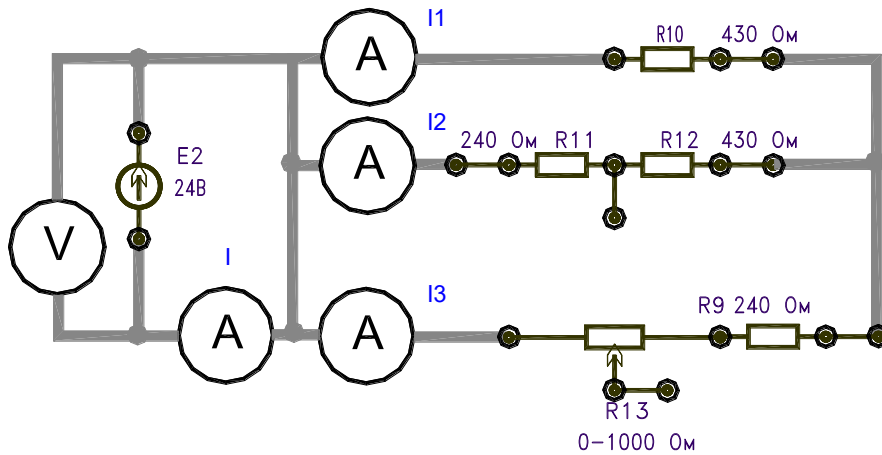 I1
A
R10 430 Ом
I2
A
240 Ом R11 R12 430 Ом
E2
24В
V
I
A
I3
A
R9 240 Ом
R13
0-1000 Ом